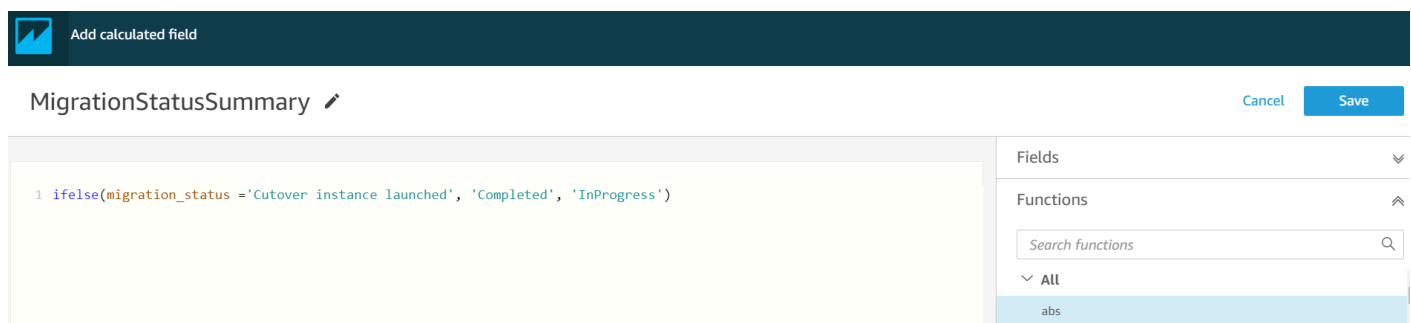 Add calculated field
MigrationStatusSummary
Cancel
Save
1 ifelse(migration_status ='Cutover instance launched', 'Completed', 'InProgress')
Fields
Functions
Search functions
All
abs